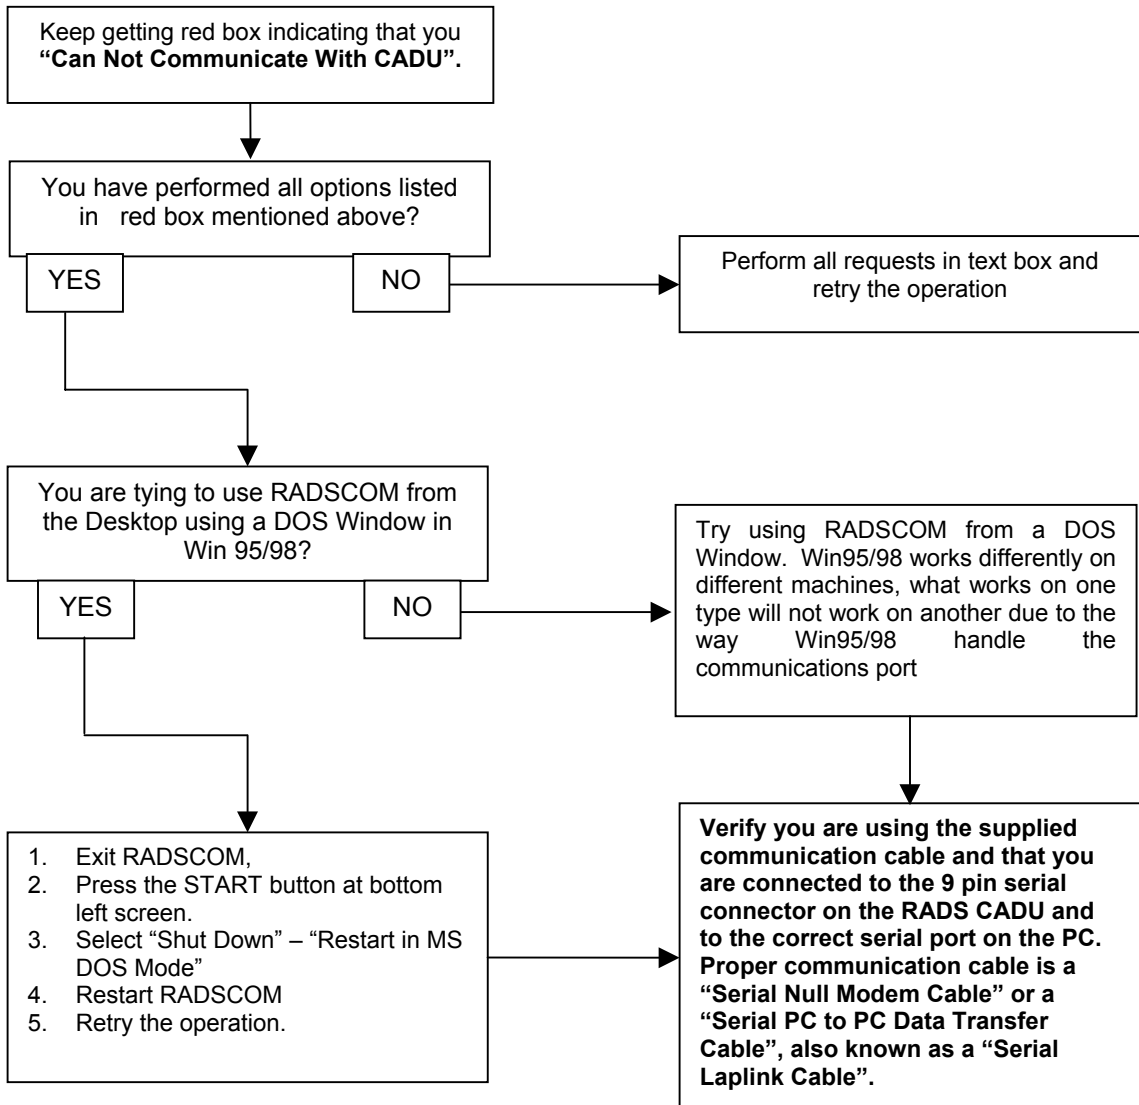 Keep getting red box indicating that you
“Can Not Communicate With CADU”.
You have performed all options listed
in red box mentioned above?
YES
NO
Perform all requests in text box and
retry the operation
You are tying to use RADSCOM from
the Desktop using a DOS Window in
Win 95/98?
YES
NO
Try using RADSCOM from a DOS
Window. Win95/98 works differently on
different machines, what works on one
type will not work on another due to the
way Win95/98 handle the
communications port
1. Exit RADSCOM,
2. Press the START button at bottom
left screen.
3. Select “Shut Down” – “Restart in MS
DOS Mode”
4. Restart RADSCOM
5. Retry the operation.
Verify you are using the supplied
communication cable and that you
are connected to the 9 pin serial
connector on the RADS CADU and
to the correct serial port on the PC.
Proper communication cable is a
“Serial Null Modem Cable” or a
“Serial PC to PC Data Transfer
Cable”, also known as a “Serial
Laplink Cable”.